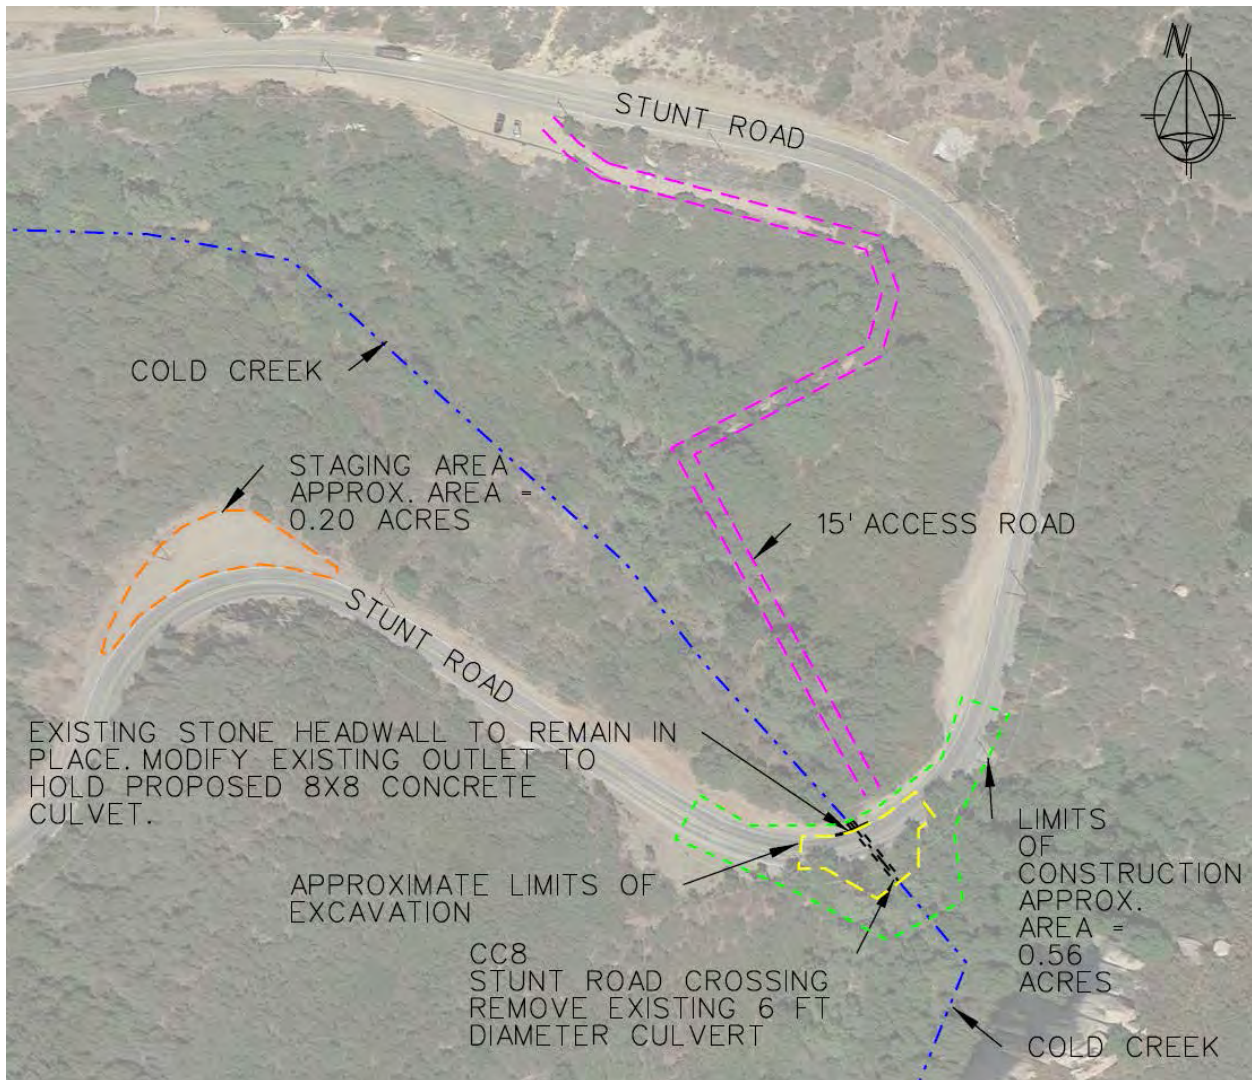 N
STUNT ROAD
COLD CREEK
STAGING AREA
APPROX. AREA =
0.20 ACRES
15' ACCESS ROAD
STUNT ROAD
EXISTING STONE HEADWALL TO REMAIN IN
PLACE. MODIFY EXISTING OUTLET TO
HOLD PROPOSED 8X8 CONCRETE
CULVET.
LIMITS
OF
CONSTRUCTION
APPROX.
AREA =
0.56
ACRES
APPROXIMATE LIMITS OF
EXCAVATION
CC8
STUNT ROAD CROSSING
REMOVE EXISTING 6 FT
DIAMETER CULVERT
COLD CREEK